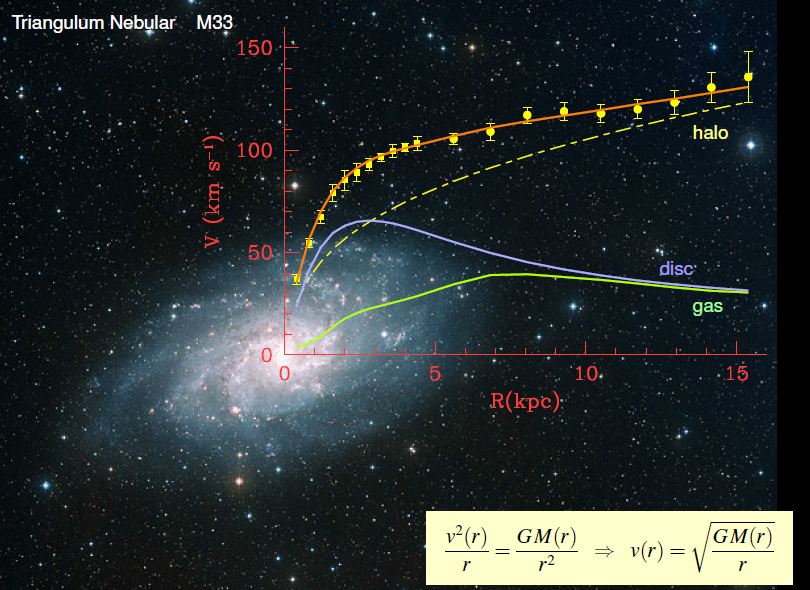 Triangulum Nebular M33
150
100
50
0
V (km s⁻¹)
0 5 10 15
R(kpc)
halo
disc
gas
v²(r)/r = GM(r)/r² ⇒ v(r) = √(GM(r)/r)